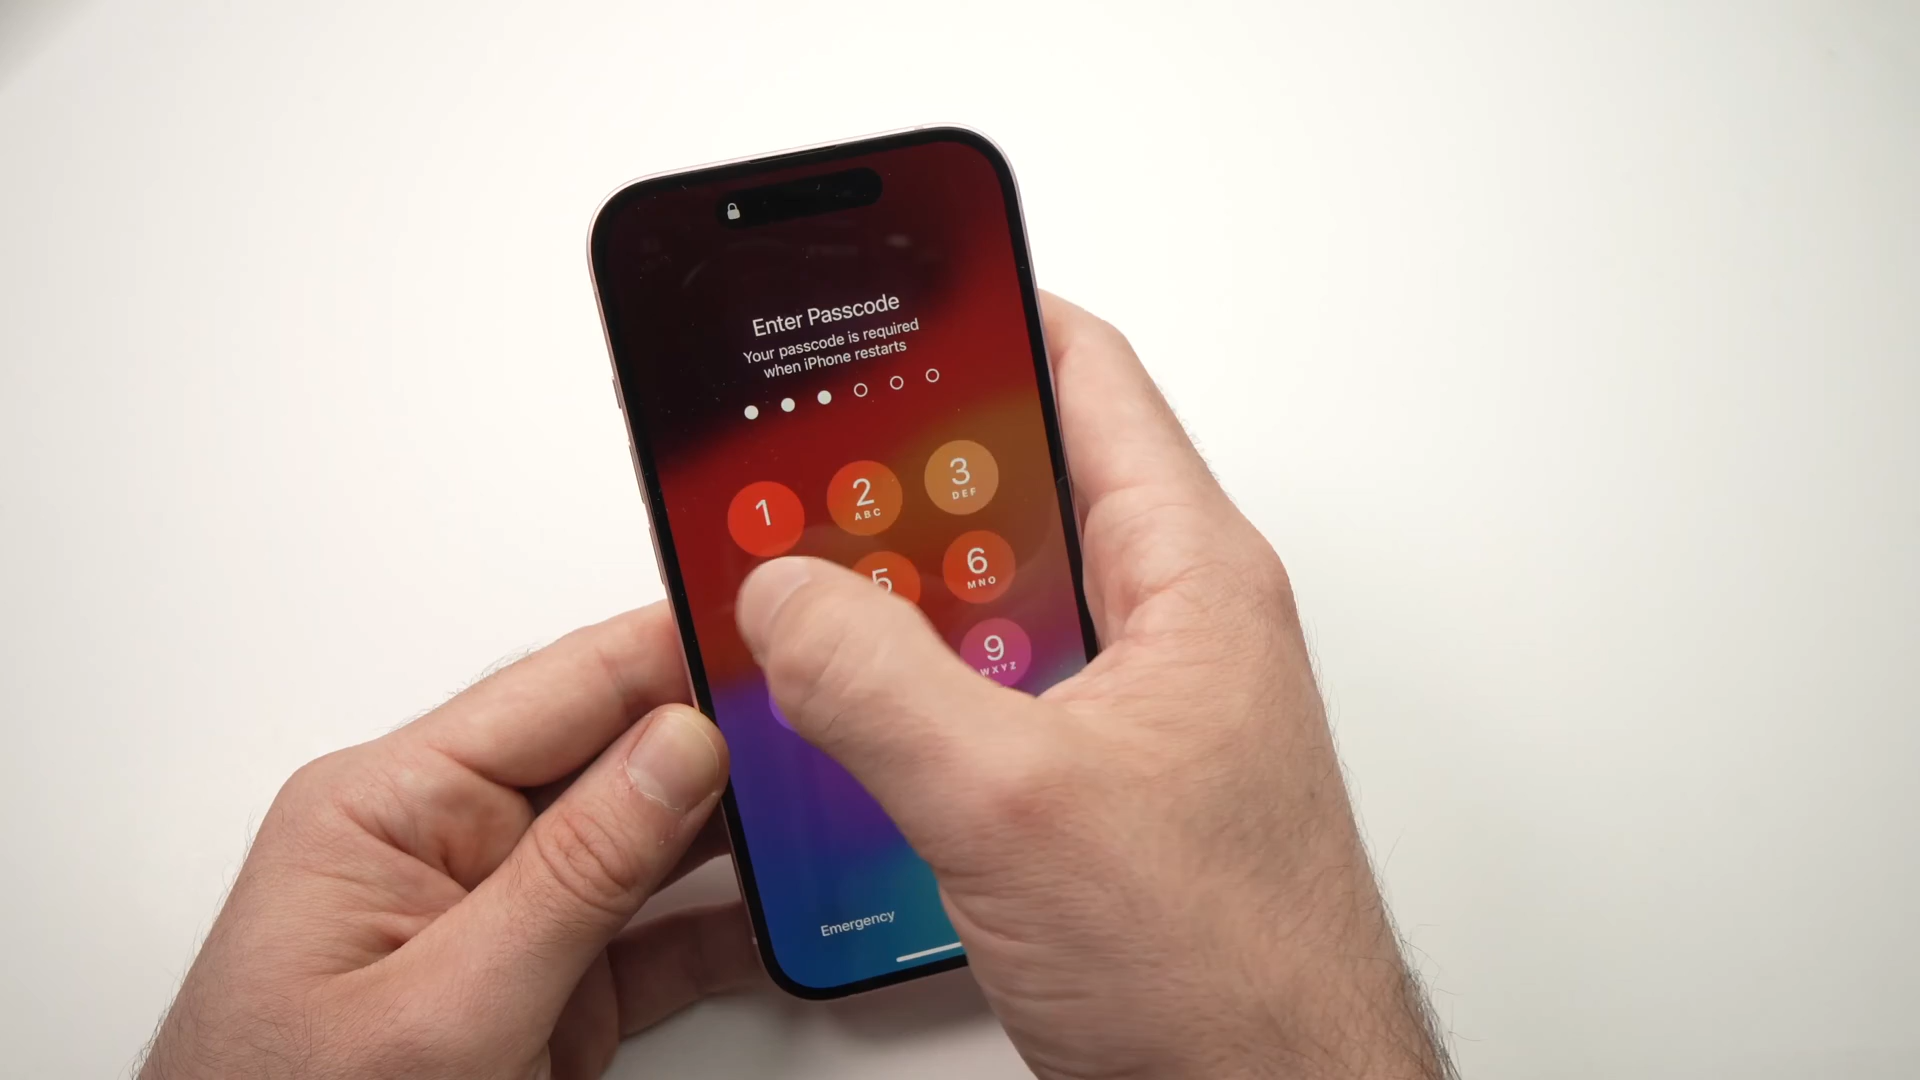 Enter Passcode
Your passcode is required
when iPhone restarts
1
2
ABC
3
DEF
5
6
MNO
9
WXYZ
Emergency